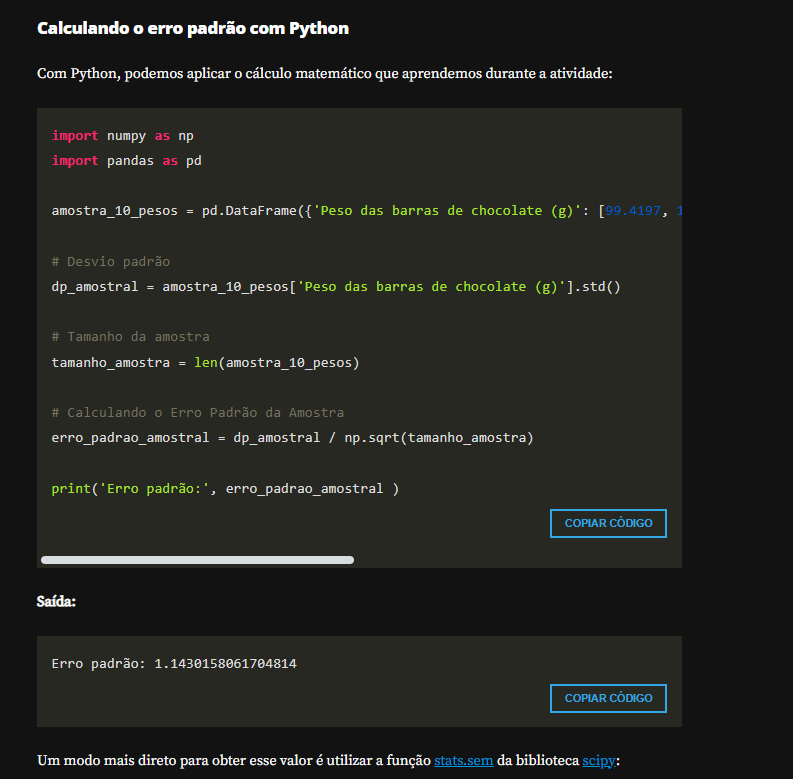 Calculando o erro padrão com Python
Com Python, podemos aplicar o cálculo matemático que aprendemos durante a atividade:
import numpy as np
import pandas as pd
amostra_10_pesos = pd.DataFrame({'Peso das barras de chocolate (g)': [99.4197, 1
# Desvio padrão
dp_amostral = amostra_10_pesos['Peso das barras de chocolate (g)'].std()
# Tamanho da amostra
tamanho_amostra = len(amostra_10_pesos)
# Calculando o Erro Padrão da Amostra
erro_padrao_amostral = dp_amostral / np.sqrt(tamanho_amostra)
print('Erro padrão:', erro_padrao_amostral )
COPIAR CÓDIGO
Saída:
Erro padrão: 1.1430158061704814
COPIAR CÓDIGO
Um modo mais direto para obter esse valor é utilizar a função stats.sem da biblioteca scipy: